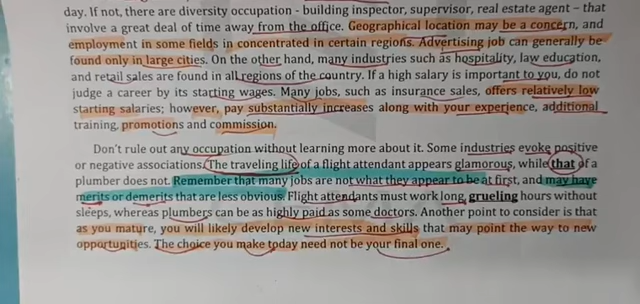 day. If not, there are diversity occupation - building inspector, supervisor, real estate agent – that
involve a great deal of time away from the office. Geographical location may be a concern, and
employment in some fields in concentrated in certain regions. Advertising job can generally be
found only in large cities. On the other hand, many industries such as hospitality, law education,
and retail sales are found in all regions of the country. If a high salary is important to you, do not
judge a career by its starting wages. Many jobs, such as insurance sales, offers relatively low
starting salaries; however, pay substantially increases along with your experience, additional
training, promotions and commission.
Don't rule out any occupation without learning more about it. Some industries evoke positive
or negative associations. The traveling life of a flight attendant appears glamorous, while that of a
plumber does not. Remember that many jobs are not what they appear to be at first, and may have
merits or demerits that are less obvious. Flight attendants must work long, grueling hours without
sleeps, whereas plumbers can be as highly paid as some doctors. Another point to consider is that
as you mature, you will likely develop new interests and skills that may point the way to new
opportunities. The choice you make today need not be your final one.